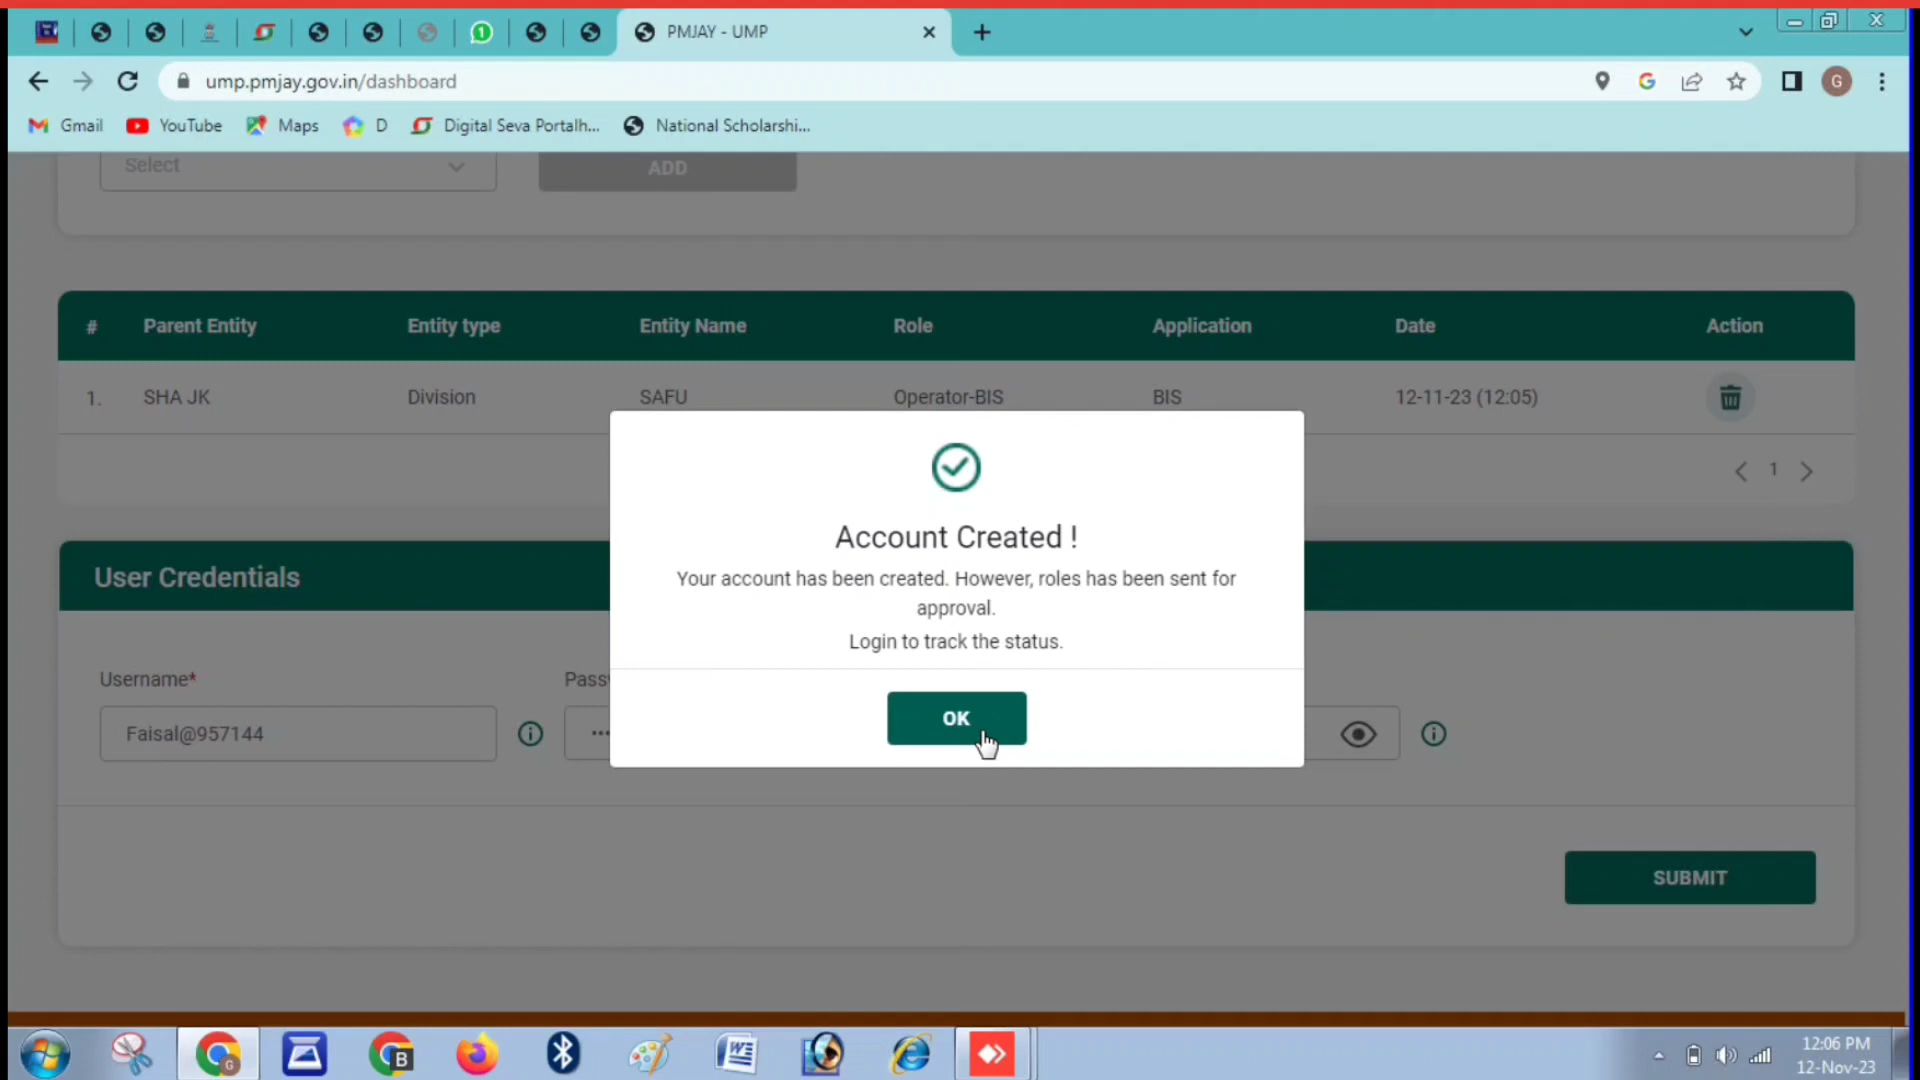 PMJAY - UMP
ump.pmjay.gov.in/dashboard
G
Gmail YouTube Maps D Digital Seva Portalh... National Scholarshi...
Select ADD
# Parent Entity Entity type Entity Name Role Application Date Action
1. SHA JK Division SAFU Operator-BIS BIS 12-11-23 (12:05)
1
Account Created !
Your account has been created. However, roles has been sent for
approval.
Login to track the status.
OK
User Credentials
Username* Passw
Faisal@957144
SUBMIT
12:06 PM
12-Nov-23